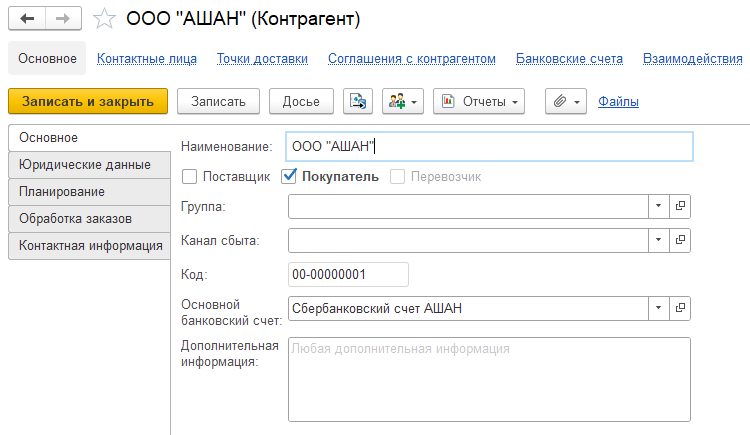 ООО "АШАН" (Контрагент)
Основное Контактные лица Точки доставки Соглашения с контрагентом Банковские счета Взаимодействия
Записать и закрыть Записать Досье Отчеты Файлы
Основное
Юридические данные
Планирование
Обработка заказов
Контактная информация
Наименование: ООО "АШАН"
Поставщик Покупатель Перевозчик
Группа:
Канал сбыта:
Код: 00-00000001
Основной
банковский счет: Сбербанковский счет АШАН
Дополнительная
информация: Любая дополнительная информация